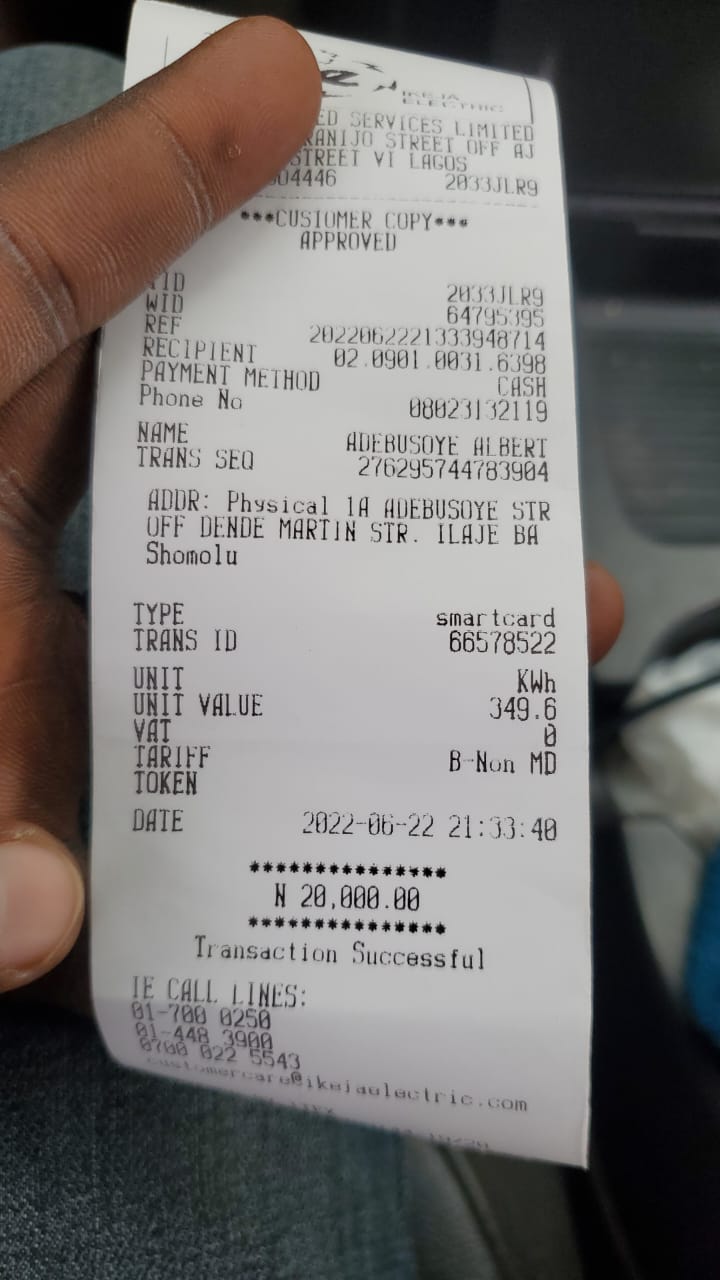 IKEJA
ELECTRIC
ED SERVICES LIMITED
RANIJO STREET OFF AJ
STREET VI LAGOS
04446 2033JLR9
***CUSTOMER COPY***
APPROVED
TID 2033JLR9
WID 64795395
REF 2022062221333948714
RECIPIENT 02.0901.0031.6398
PAYMENT METHOD CASH
Phone No 08023132119
NAME ADEBUSOYE ALBERT
TRANS SEQ 276295744783904
ADDR: Physical 1A ADEBUSOYE STR
OFF DENDE MARTIN STR. ILAJE BA
Shomolu
TYPE smartcard
TRANS ID 66578522
UNIT KWh
UNIT VALUE 349.6
VAT 0
TARIFF B-Non MD
TOKEN
DATE 2022-06-22 21:33:40
**************
N 20,000.00
**************
Transaction Successful
IE CALL LINES:
01-700 0250
01-448 3900
0700 022 5543
customercare@ikejaelectric.com